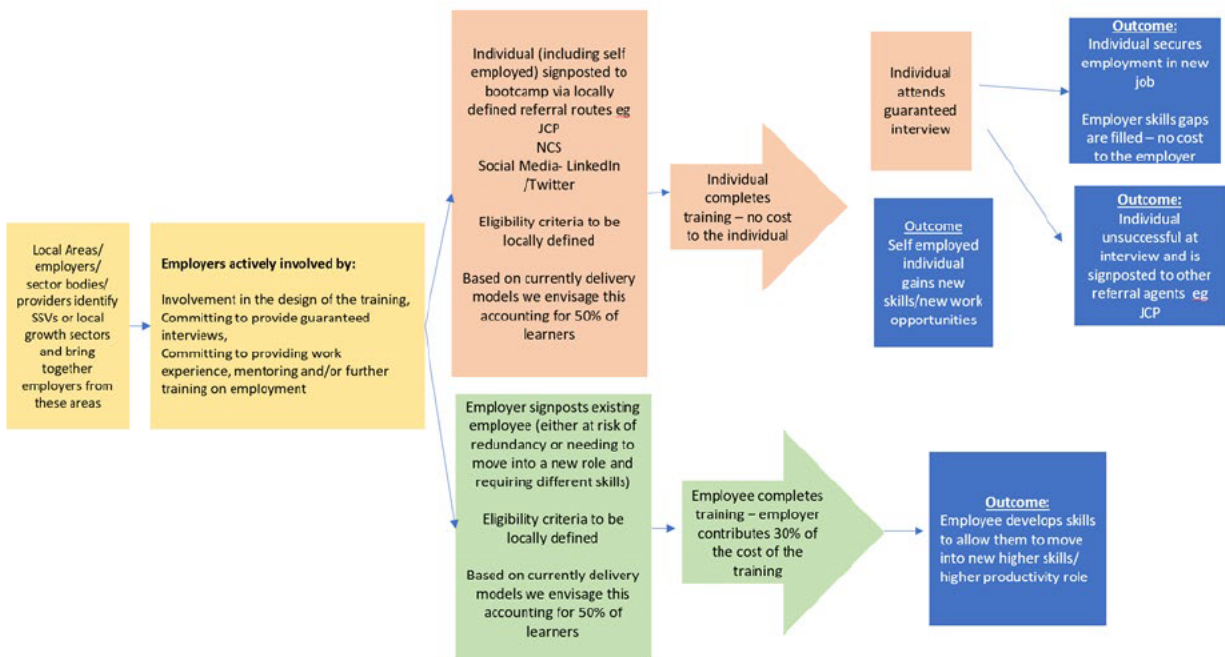 Local Areas/
employers/
sector bodies/
providers identify
SSVs or local
growth sectors
and bring
together
employers from
these areas
Employers actively involved by:
Involvement in the design of the training,
Committing to provide guaranteed
interviews,
Committing to providing work
experience, mentoring and/or further
training on employment
Individual (including self
employed) signposted to
bootcamp via locally
defined referral routes eg
JCP
NCS
Social Media- LinkedIn
/Twitter
Eligibility criteria to be
locally defined
Based on currently delivery
models we envisage this
accounting for 50% of
learners
Individual
completes
training – no cost
to the individual
Individual
attends
guaranteed
interview
Outcome:
Individual secures
employment in new
job
Employer skills gaps
are filled – no cost
to the employer
Outcome
Self employed
individual
gains new
skills/new work
opportunities
Outcome:
Individual
unsuccessful at
interview and is
signposted to other
referral agents eg
JCP
Employer signposts existing
employee (either at risk of
redundancy or needing to
move into a new role and
requiring different skills)
Eligibility criteria to be
locally defined
Based on currently delivery
models we envisage this
accounting for 50% of
learners
Employee completes
training – employer
contributes 30% of
the cost of the
training
Outcome:
Employee develops skills
to allow them to move
into new higher skills/
higher productivity role